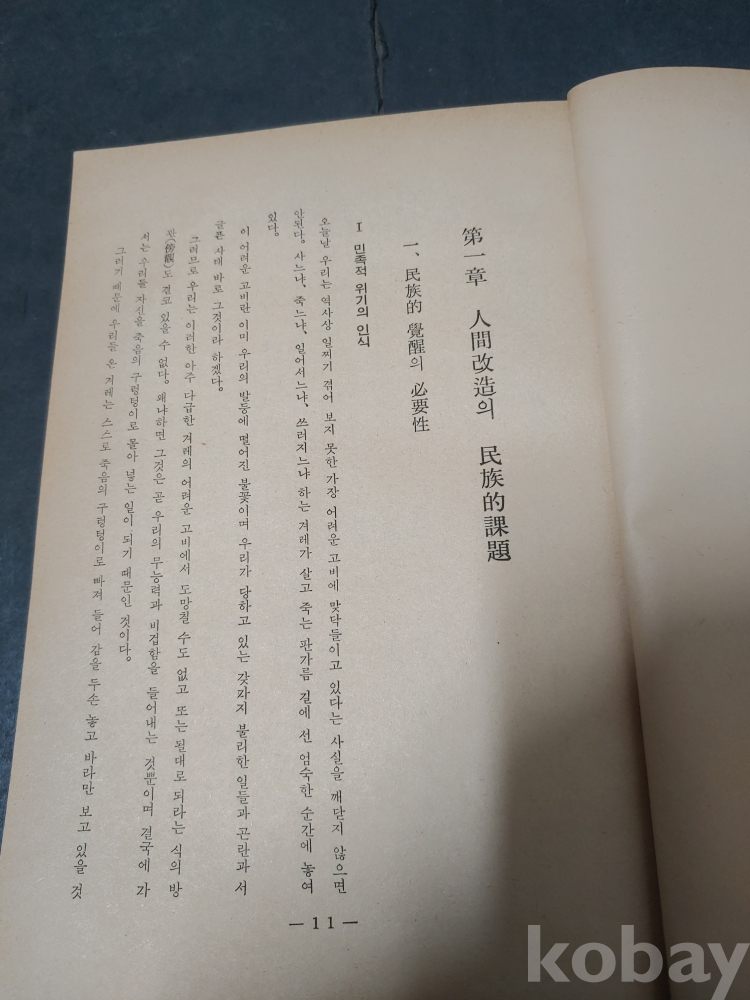 第一章 人間改造의 民族的課題
一、民族的 覺醒의 必要性
Ⅰ 민족적 위기의 인식
오늘날 우리는 역사상 일찌기 겪어 보지 못한 가장 어려운 고비에 맞닥들이고 있다는 사실을 깨닫지 않으면
안된다. 사느냐, 죽느냐, 일어서느냐, 쓰러지느냐 하는 겨레가 살고 죽는 판가름 길에 선 엄숙한 순간에 놓여
있다.
이 어려운 고비란 이미 우리의 발등에 떨어진 불꽃이며 우리가 당하고 있는 갖가지 불리한 일들과 곤란과 서
글픈 사태 바로 그것이라 하겠다.
그러므로 우리는 이러한 아주 다급한 겨레의 어려운 고비에서 도망칠 수도 없고 또는 될대로 되라는 식의 방
관(傍觀)도 결코 있을 수 없다. 왜냐하면 그것은 곧 우리의 무능력과 비겁함을 들어내는 것뿐이며 결국에 가
서는 우리들 자신을 죽음의 구렁텅이로 몰아 넣는 일이 되기 때문인 것이다.
그러기 때문에 우리들 온 겨레는 스스로 죽음의 구렁텅이로 빠져 들어 감을 두손 놓고 바라만 보고 있을 것
— 11 —
kobay